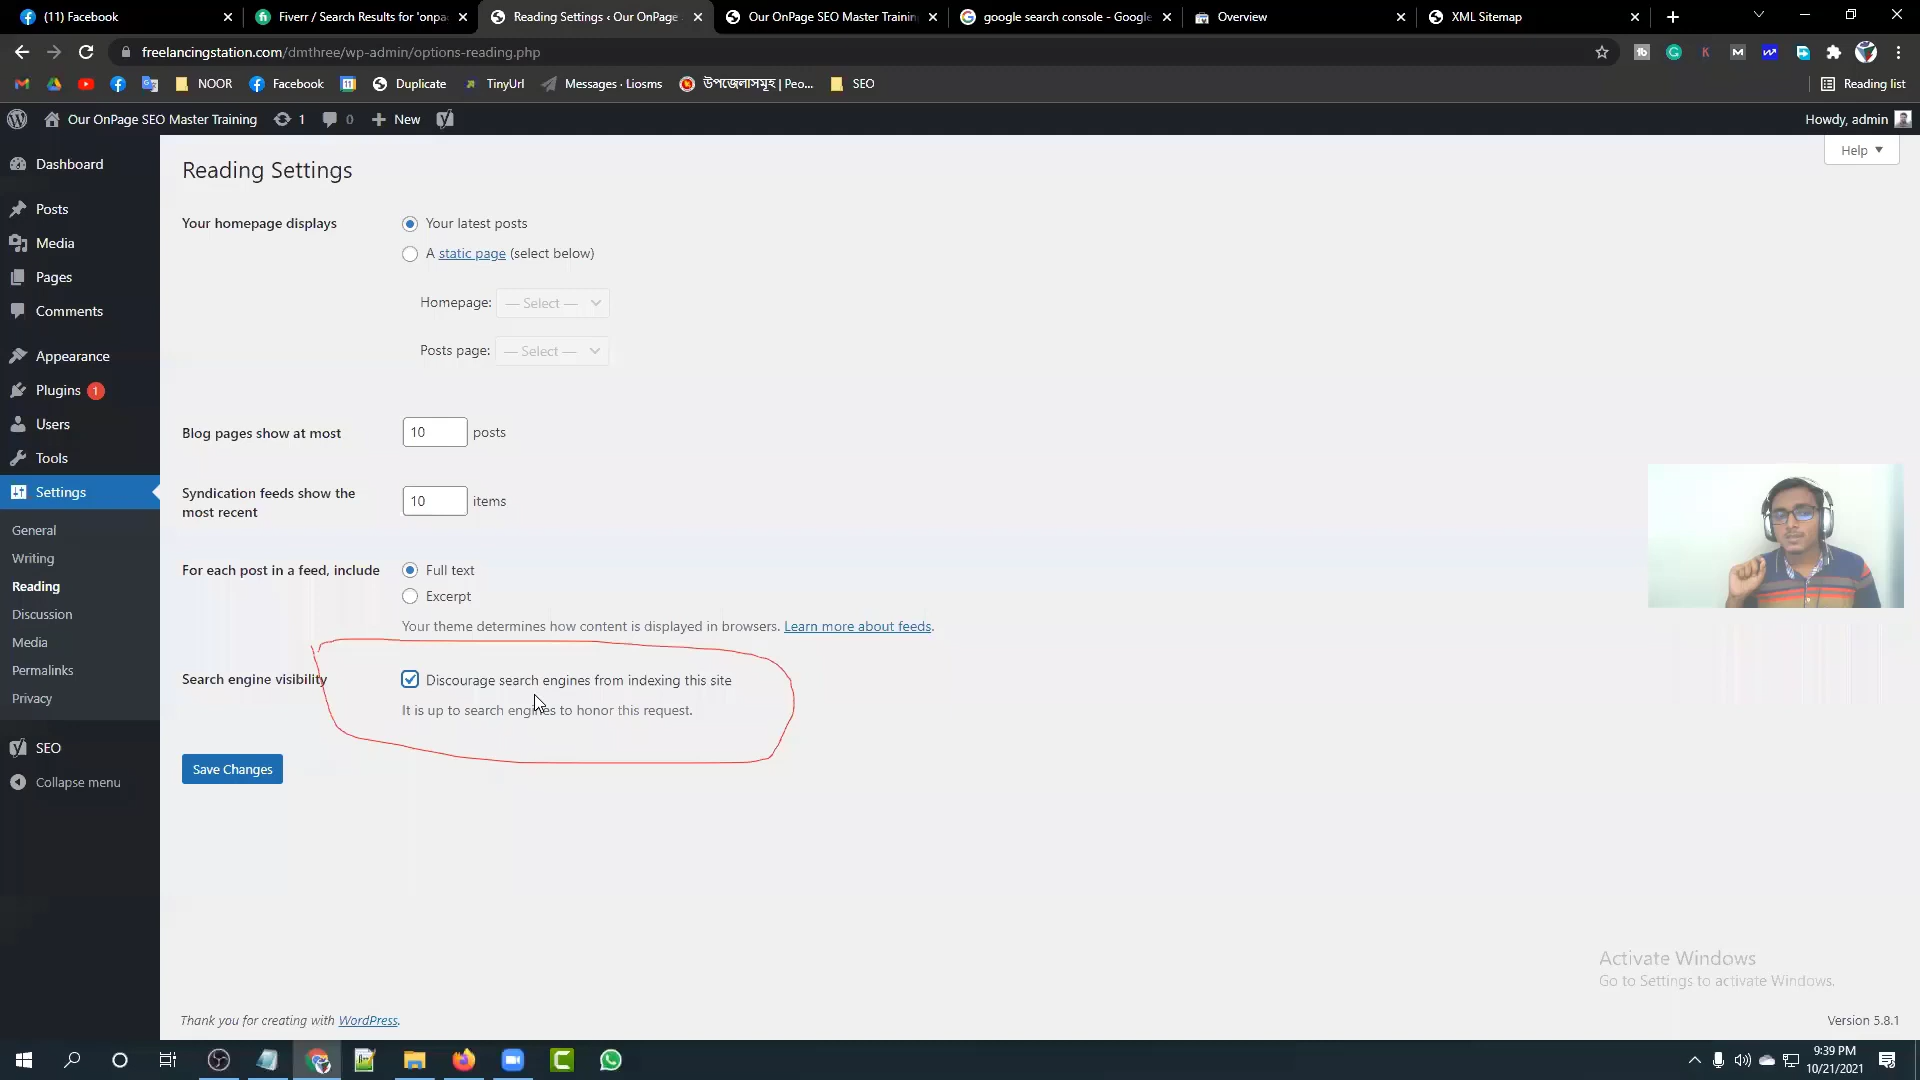 (11) Facebook
Fiverr / Search Results for 'onpa
Reading Settings ‹ Our OnPage
Our OnPage SEO Master Trainin
google search console - Google
Overview
XML Sitemap
freelancingstation.com/dmthree/wp-admin/options-reading.php
NOOR
Facebook
Duplicate
TinyUrl
Messages · Liosms
উপজেলাসমূহ | Peo...
SEO
Reading list
Our OnPage SEO Master Training
1
0
New
Howdy, admin
Dashboard
Posts
Media
Pages
Comments
Appearance
Plugins 1
Users
Tools
Settings
General
Writing
Reading
Discussion
Media
Permalinks
Privacy
SEO
Collapse menu
Help
Reading Settings
Your homepage displays
Your latest posts
A static page (select below)
Homepage: — Select —
Posts page: — Select —
Blog pages show at most 10 posts
Syndication feeds show the
most recent
10 items
For each post in a feed, include
Full text
Excerpt
Your theme determines how content is displayed in browsers. Learn more about feeds.
Search engine visibility
Discourage search engines from indexing this site
It is up to search engines to honor this request.
Save Changes
Activate Windows
Go to Settings to activate Windows.
Thank you for creating with WordPress.
Version 5.8.1
9:39 PM
10/21/2021